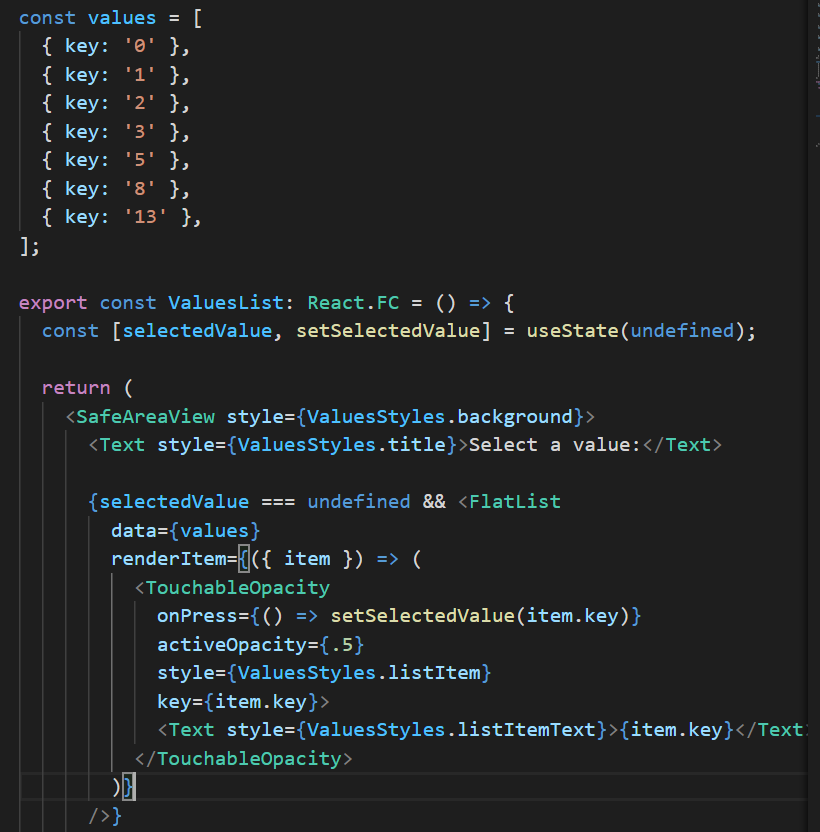 const values = [
  { key: '0' },
  { key: '1' },
  { key: '2' },
  { key: '3' },
  { key: '5' },
  { key: '8' },
  { key: '13' },
];
export const ValuesList: React.FC = () => {
  const [selectedValue, setSelectedValue] = useState(undefined);
  return (
    <SafeAreaView style={ValuesStyles.background}>
      <Text style={ValuesStyles.title}>Select a value:</Text>
      {selectedValue === undefined && <FlatList
        data={values}
        renderItem={({ item }) => (
          <TouchableOpacity
            onPress={() => setSelectedValue(item.key)}
            activeOpacity={.5}
            style={ValuesStyles.listItem}
            key={item.key}>
            <Text style={ValuesStyles.listItemText}>{item.key}</Text>
          </TouchableOpacity>
        )}
      />}